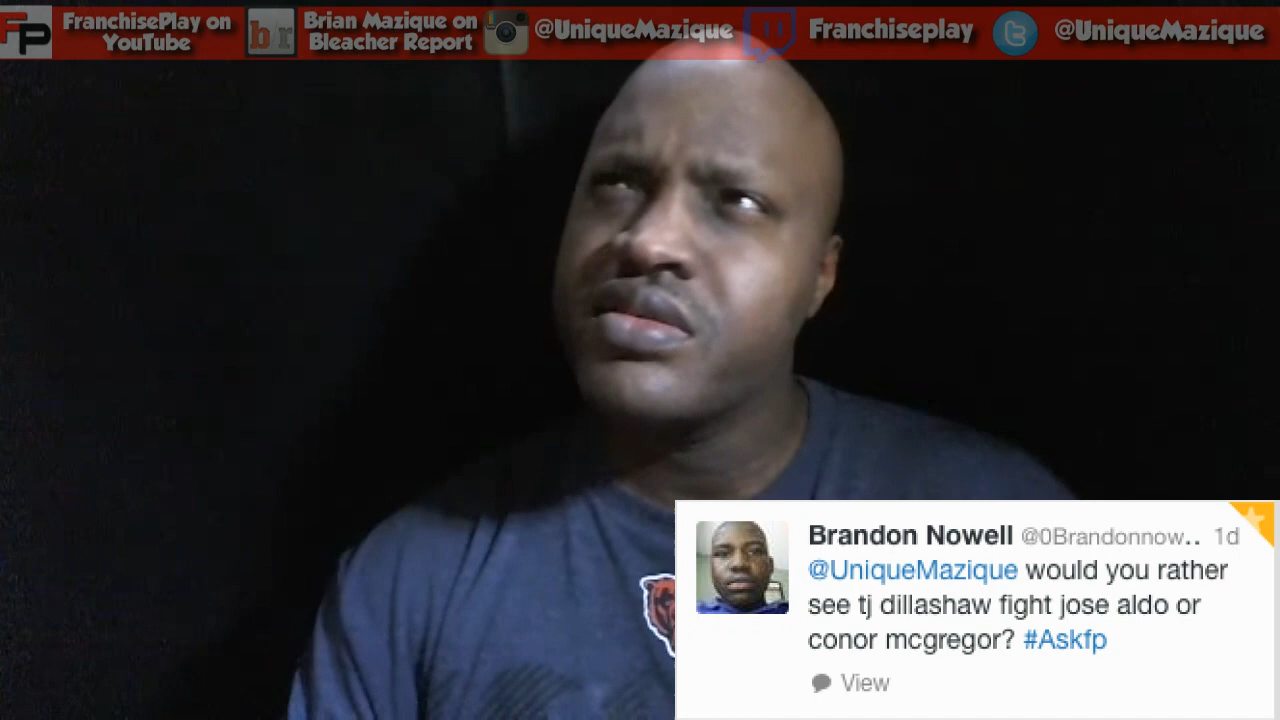 FP
FranchisePlay on
YouTube
br
Brian Mazique on
Bleacher Report
@UniqueMazique
Franchiseplay
@UniqueMazique
Brandon Nowell @0Brandonnow.. 1d
@UniqueMazique would you rather
see tj dillashaw fight jose aldo or
conor mcgregor? #Askfp
View